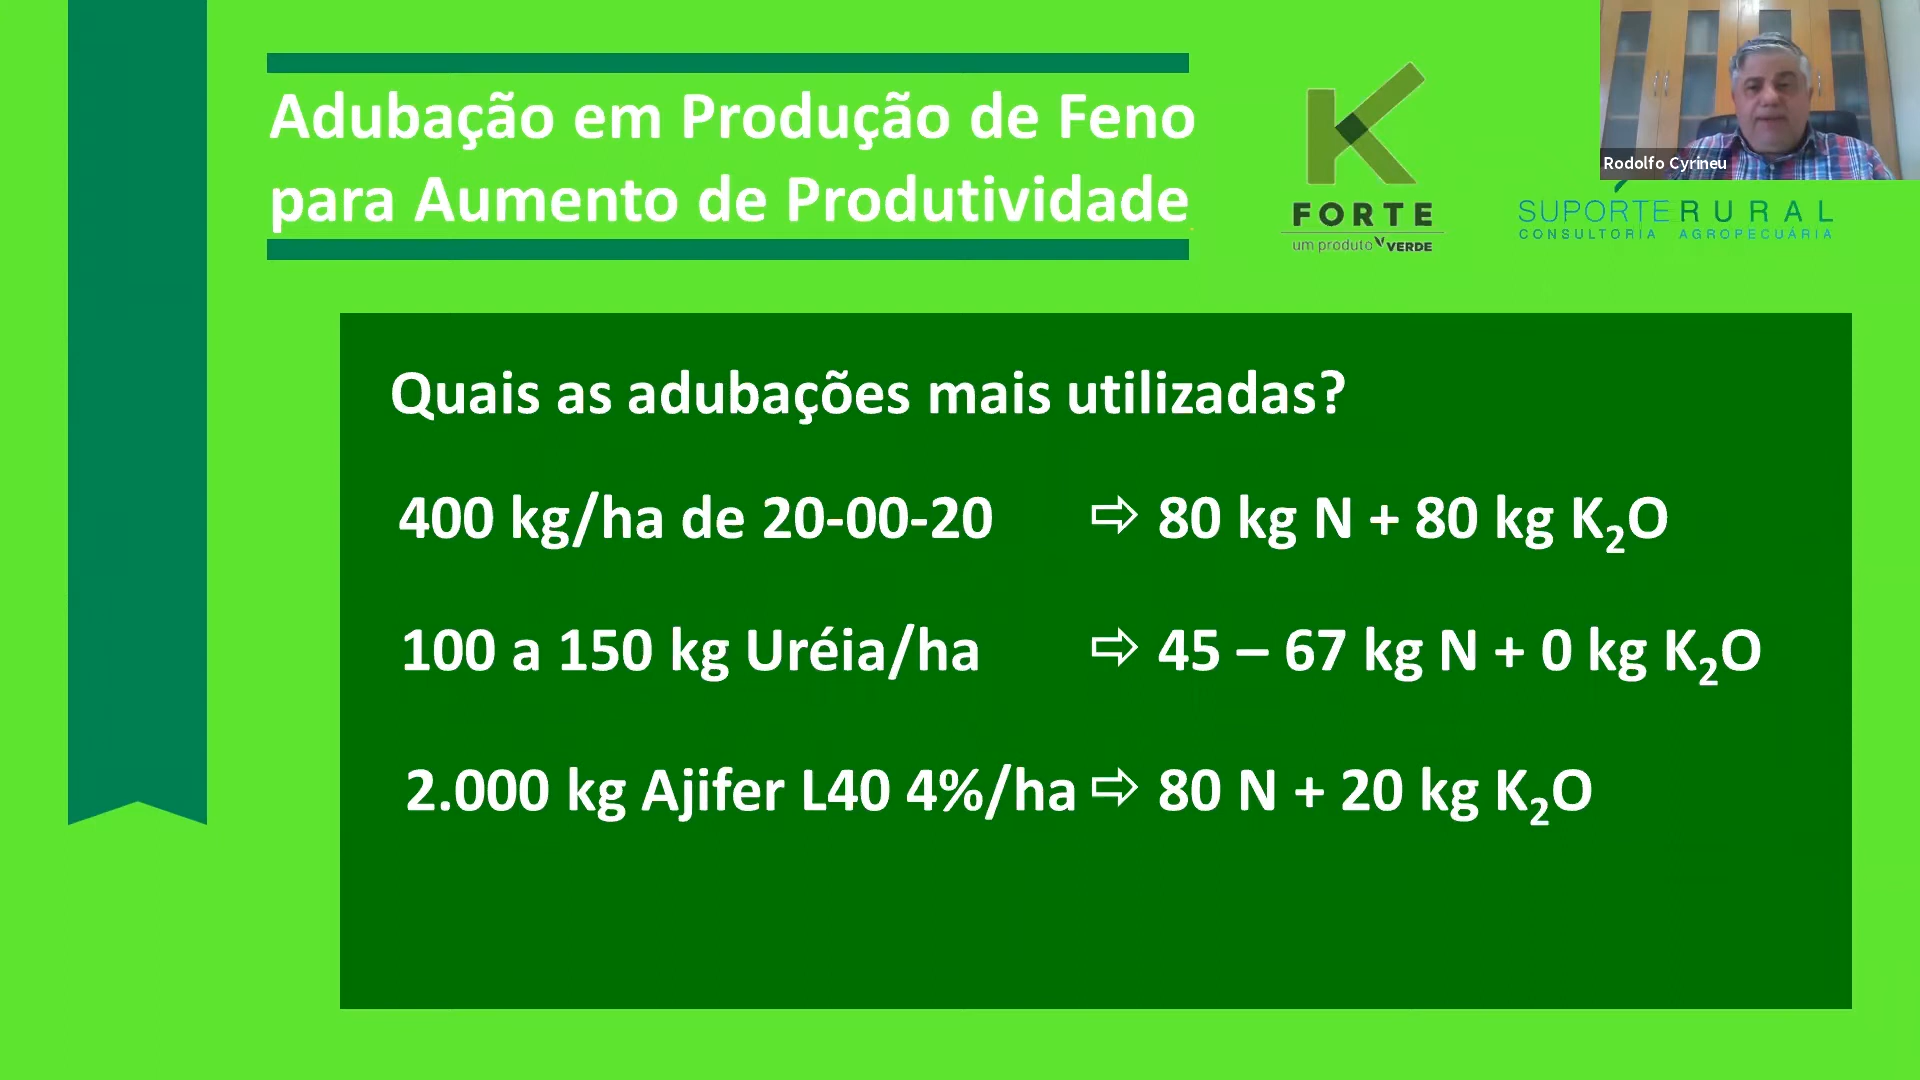 Adubação em Produção de Feno
para Aumento de Produtividade
FORTE
um produto VERDE
Rodolfo Cyrineu
SUPORTERURAL
CONSULTORIA AGROPECUÁRIA
Quais as adubações mais utilizadas?
400 kg/ha de 20-00-20 ⇨ 80 kg N + 80 kg K₂O
100 a 150 kg Uréia/ha ⇨ 45 – 67 kg N + 0 kg K₂O
2.000 kg Ajifer L40 4%/ha ⇨ 80 N + 20 kg K₂O